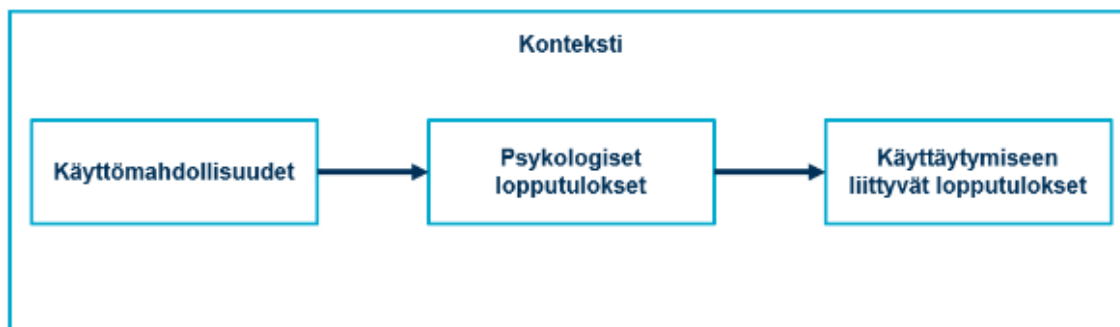 Konteksti
Käyttömahdollisuudet
Psykologiset
lopputulokset
Käyttäytymiseen
liittyvät lopputulokset